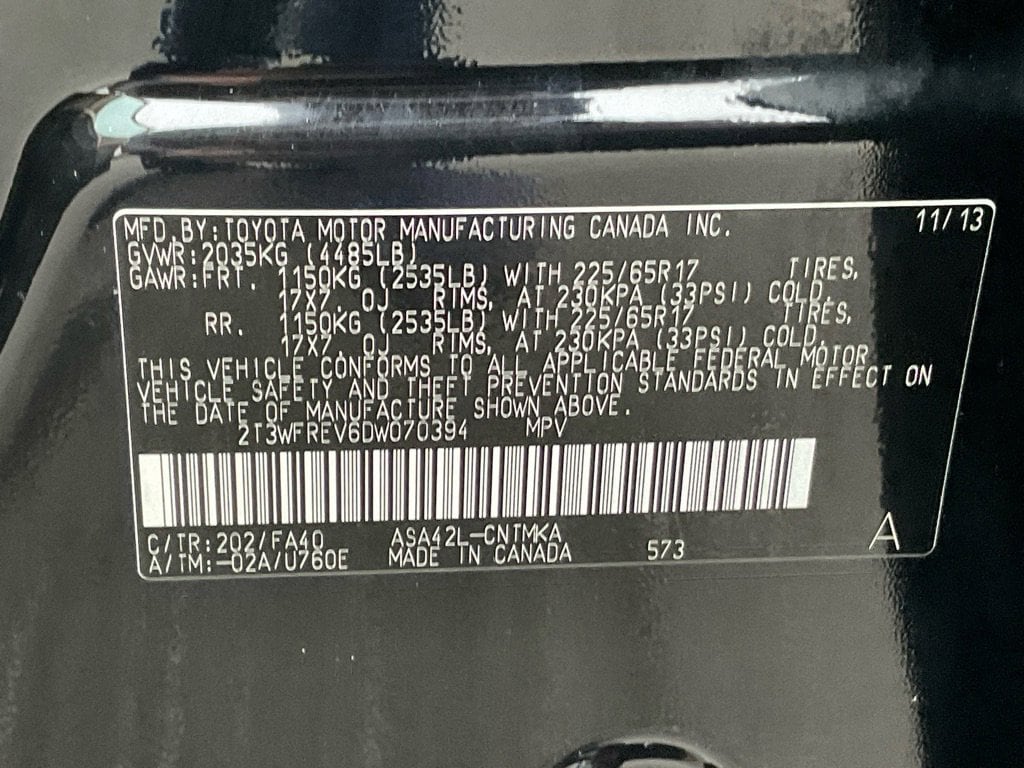 MFD.BY:TOYOTA MOTOR MANUFACTURING CANADA INC. 11/13
GVWR:2035KG (4485LB)
GAWR:FRT. 1150KG (2535LB) WITH 225/65R17 TIRES,
17X7.0J RIMS, AT 230KPA (33PSI) COLD.
RR. 1150KG (2535LB) WITH 225/65R17 TIRES,
17X7.0J RIMS, AT 230KPA (33PSI) COLD.
THIS VEHICLE CONFORMS TO ALL APPLICABLE FEDERAL MOTOR
VEHICLE SAFETY AND THEFT PREVENTION STANDARDS IN EFFECT ON
THE DATE OF MANUFACTURE SHOWN ABOVE.
2T3WFREV6DW070394 MPV
C/TR:202/FA40 ASA42L-CNTMKA
A/TM:-02A/U760E MADE IN CANADA 573 A